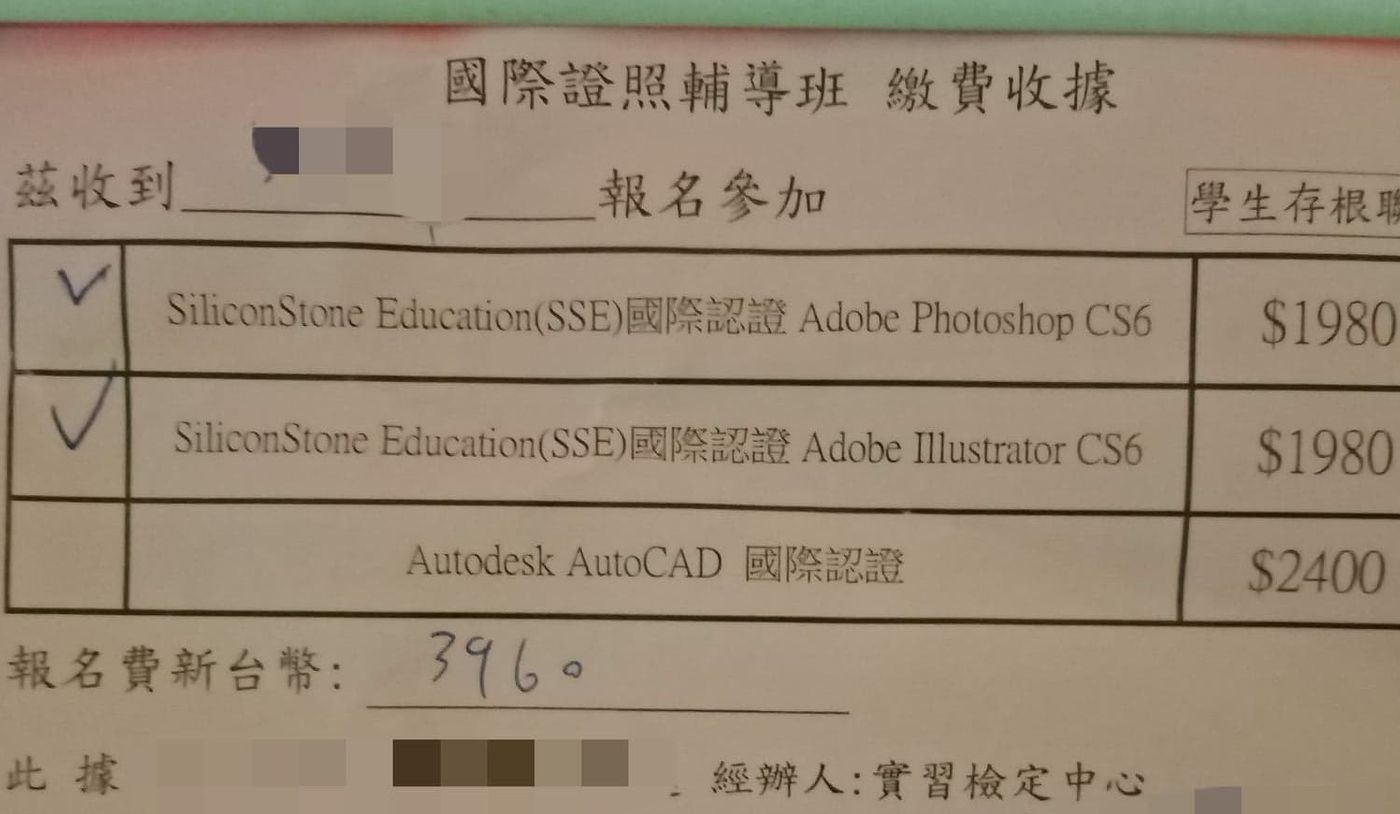 國際證照輔導班 繳費收據
茲收到 報名參加
學生存根聯
SiliconStone Education(SSE)國際認證 Adobe Photoshop CS6 $1980
SiliconStone Education(SSE)國際認證 Adobe Illustrator CS6 $1980
Autodesk AutoCAD 國際認證 $2400
報名費新台幣: 3960
此據 經辦人:實習檢定中心